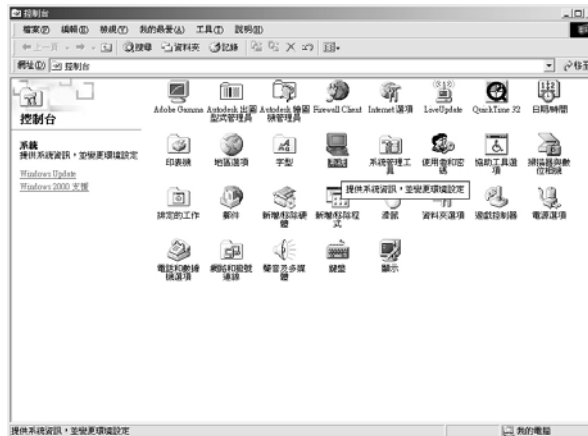 控制台
檔案(F) 編輯(E) 檢視(V) 我的最愛(A) 工具(T) 說明(H)
上一頁 搜尋 資料夾 記錄
網址(D) 控制台 移至
控制台
系統
提供系統資訊，並變更環境設定
Windows Update
Windows 2000 支援
Adobe Gamma
Autodesk 出圖型式管理員
Autodesk 繪圖機管理員
Firewall Client
Internet 選項
LiveUpdate
QuickTime 32
日期/時間
印表機
地區選項
字型
系統
系統管理工具
使用者和密碼
協助工具選項
掃描器與數位相機
排定的工作
郵件
新增/移除硬體
新增/移除程式
滑鼠
資料夾選項
遊戲控制器
電源選項
提供系統資訊，並變更環境設定
電話和數據機選項
網路和撥號連線
聲音及多媒體
鍵盤
顯示
提供系統資訊，並變更環境設定
我的電腦